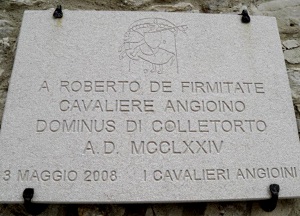 A ROBERTO DE FIRMITATE
CAVALIERE ANGIOINO
DOMINUS DI COLLETORTO
A.D. MCCLXXIV
3 MAGGIO 2008 I CAVALIERI ANGIOINI